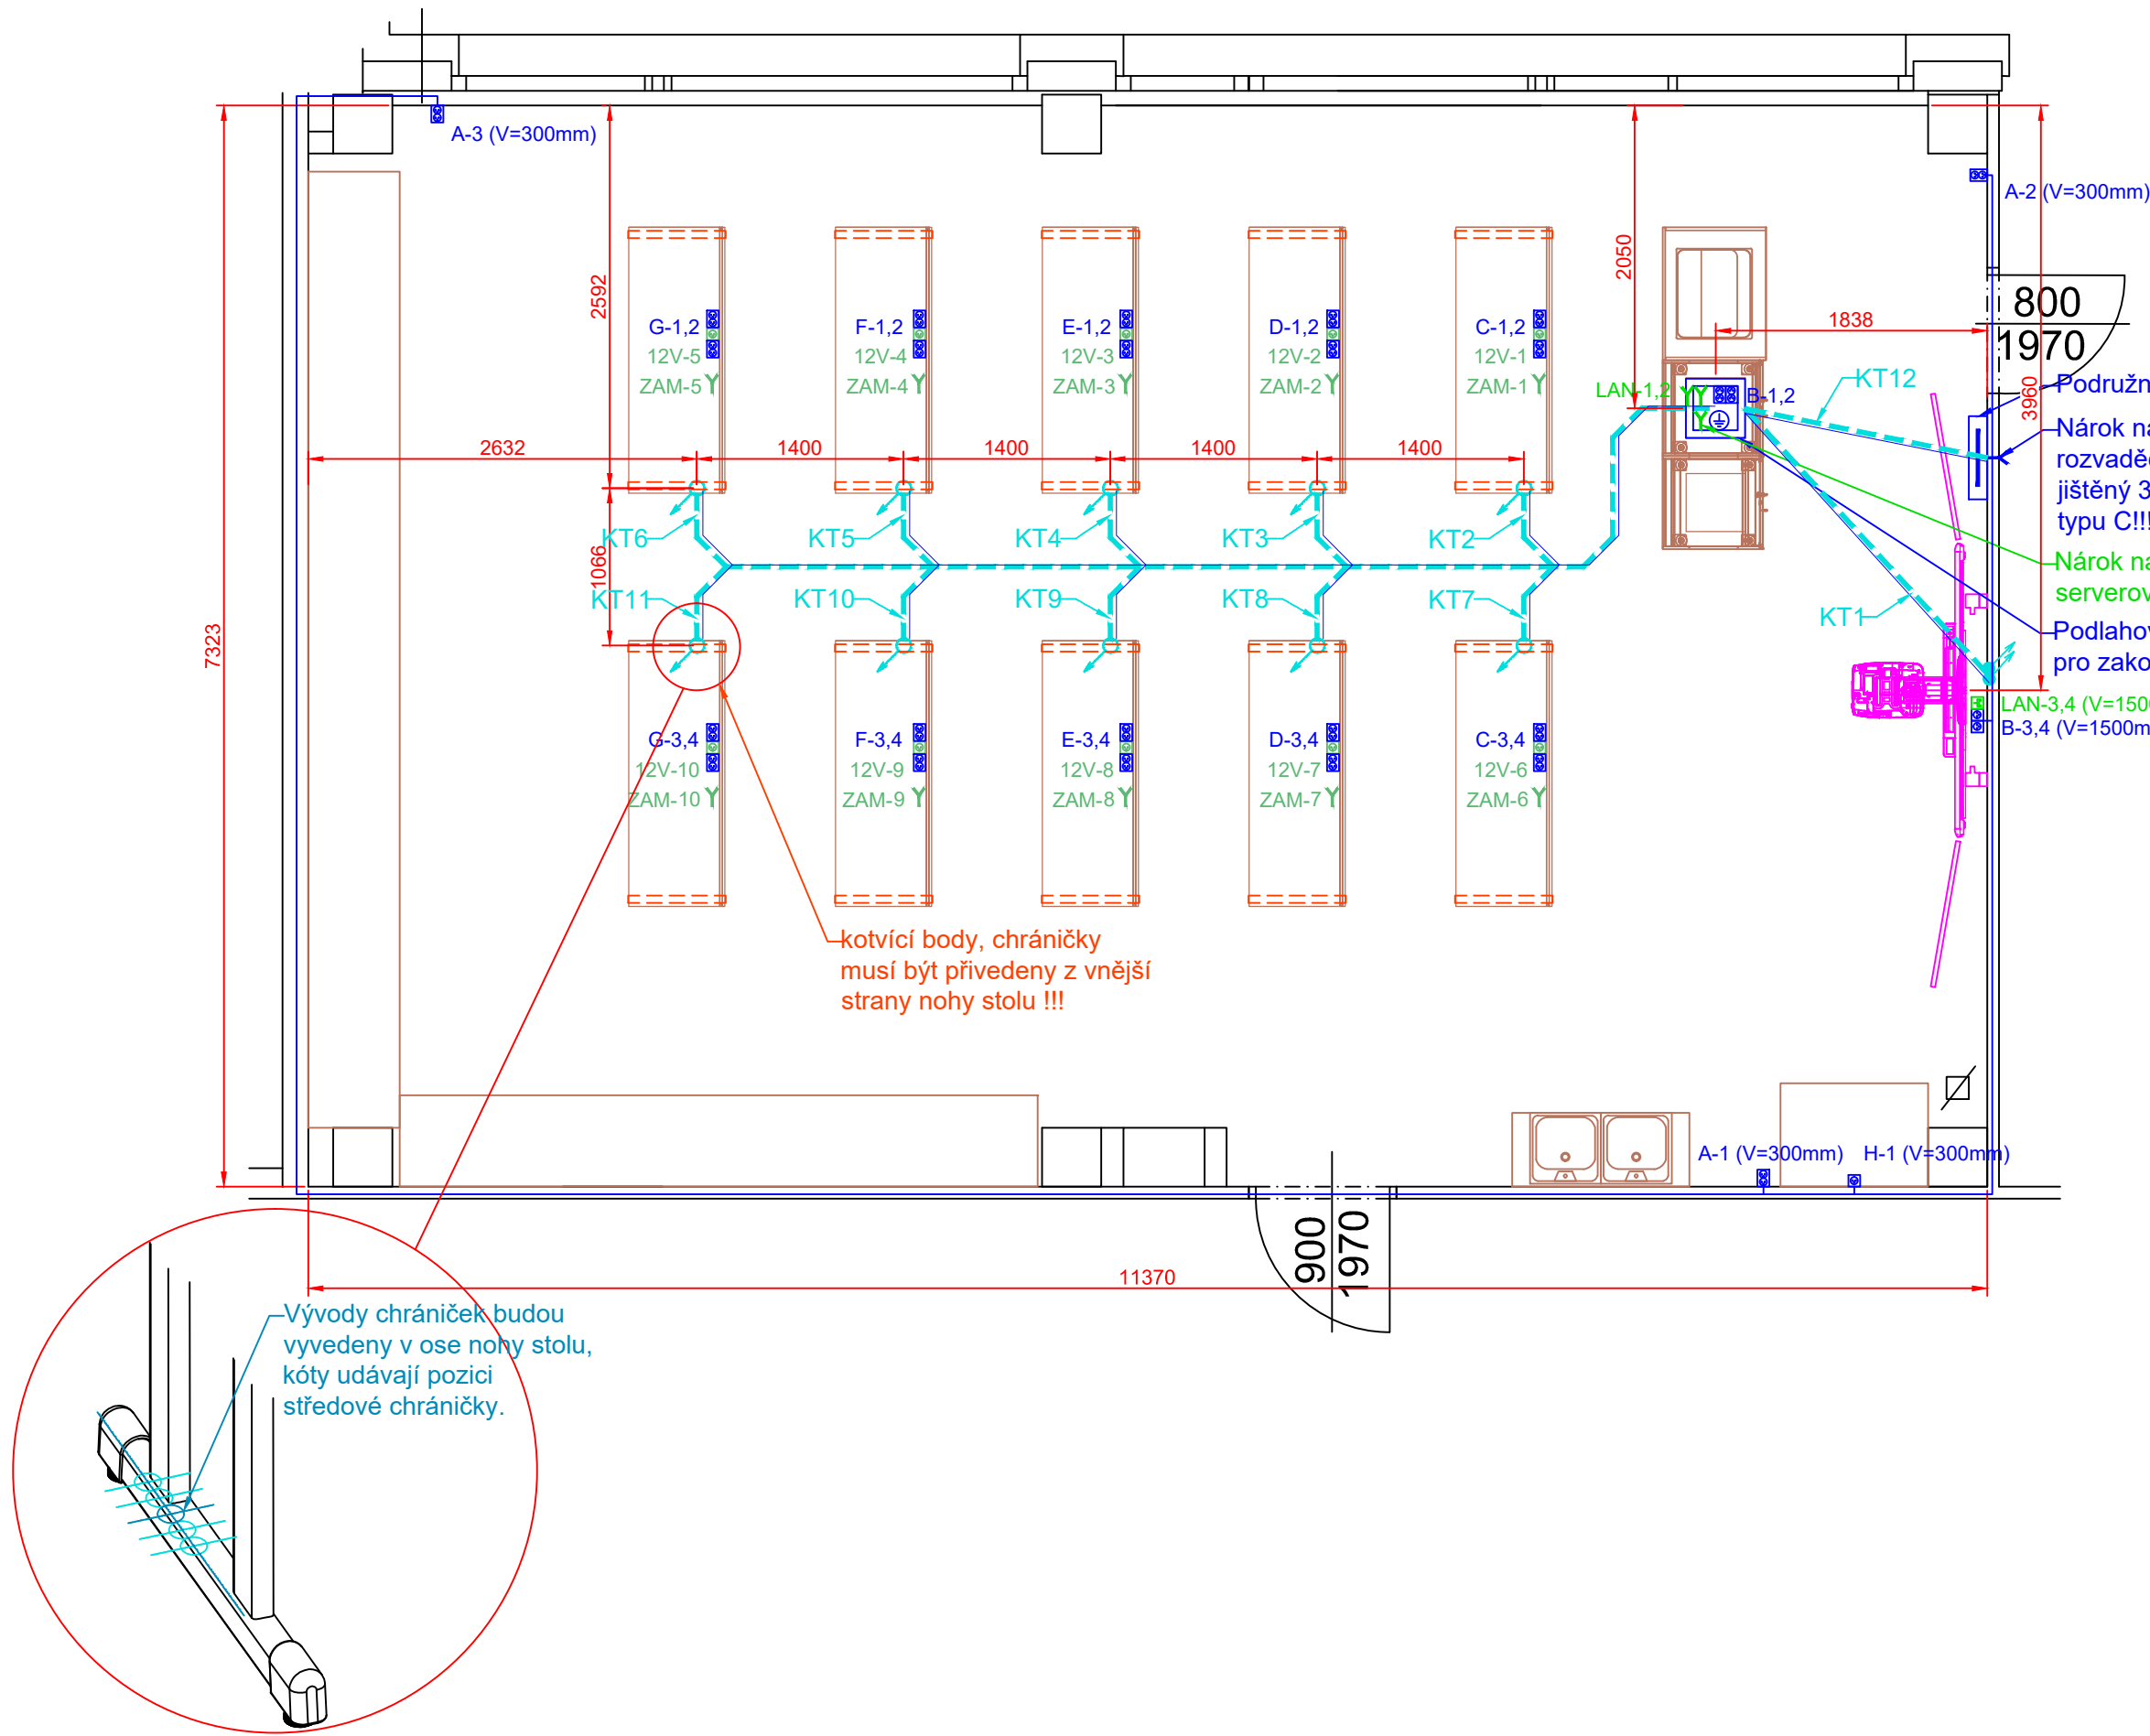 A-3 (V=300mm)
A-2 (V=300mm)
2592
2050
3960
7323
1066
800
1970
1838
G-1,2
12V-5
ZAM-5
F-1,2
12V-4
ZAM-4
E-1,2
12V-3
ZAM-3
D-1,2
12V-2
ZAM-2
C-1,2
12V-1
ZAM-1
LAN-1,2
B-1,2
KT12
2632
1400
1400
1400
1400
KT6
KT5
KT4
KT3
KT2
KT11
KT10
KT9
KT8
KT7
KT1
Podružn
Nárok na
rozvadě
jištěný 3
typu C!!!
Nárok na
serverov
Podlahov
pro zako
LAN-3,4 (V=150
B-3,4 (V=1500m
G-3,4
12V-10
ZAM-10
F-3,4
12V-9
ZAM-9
E-3,4
12V-8
ZAM-8
D-3,4
12V-7
ZAM-7
C-3,4
12V-6
ZAM-6
kotvící body, chráničky
musí být přivedeny z vnější
strany nohy stolu !!!
A-1 (V=300mm)
H-1 (V=300mm)
900
1970
11370
Vývody chrániček budou
vyvedeny v ose nohy stolu,
kóty udávají pozici
středové chráničky.